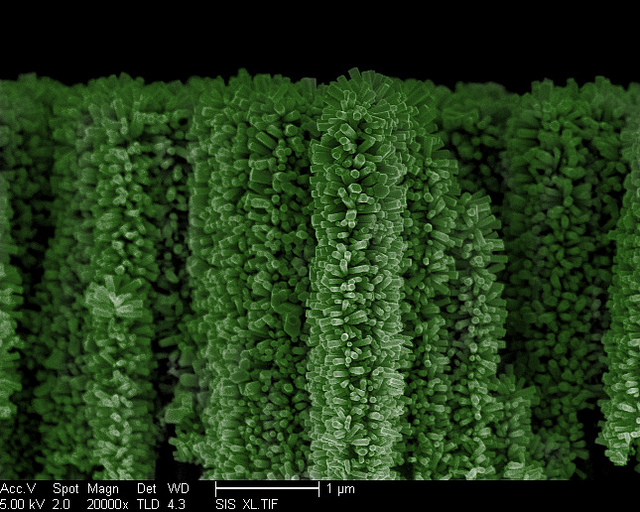 Acc.V Spot Magn Det WD 1 µm
5.00 kV 2.0 20000x TLD 4.3 SIS XL.TIF